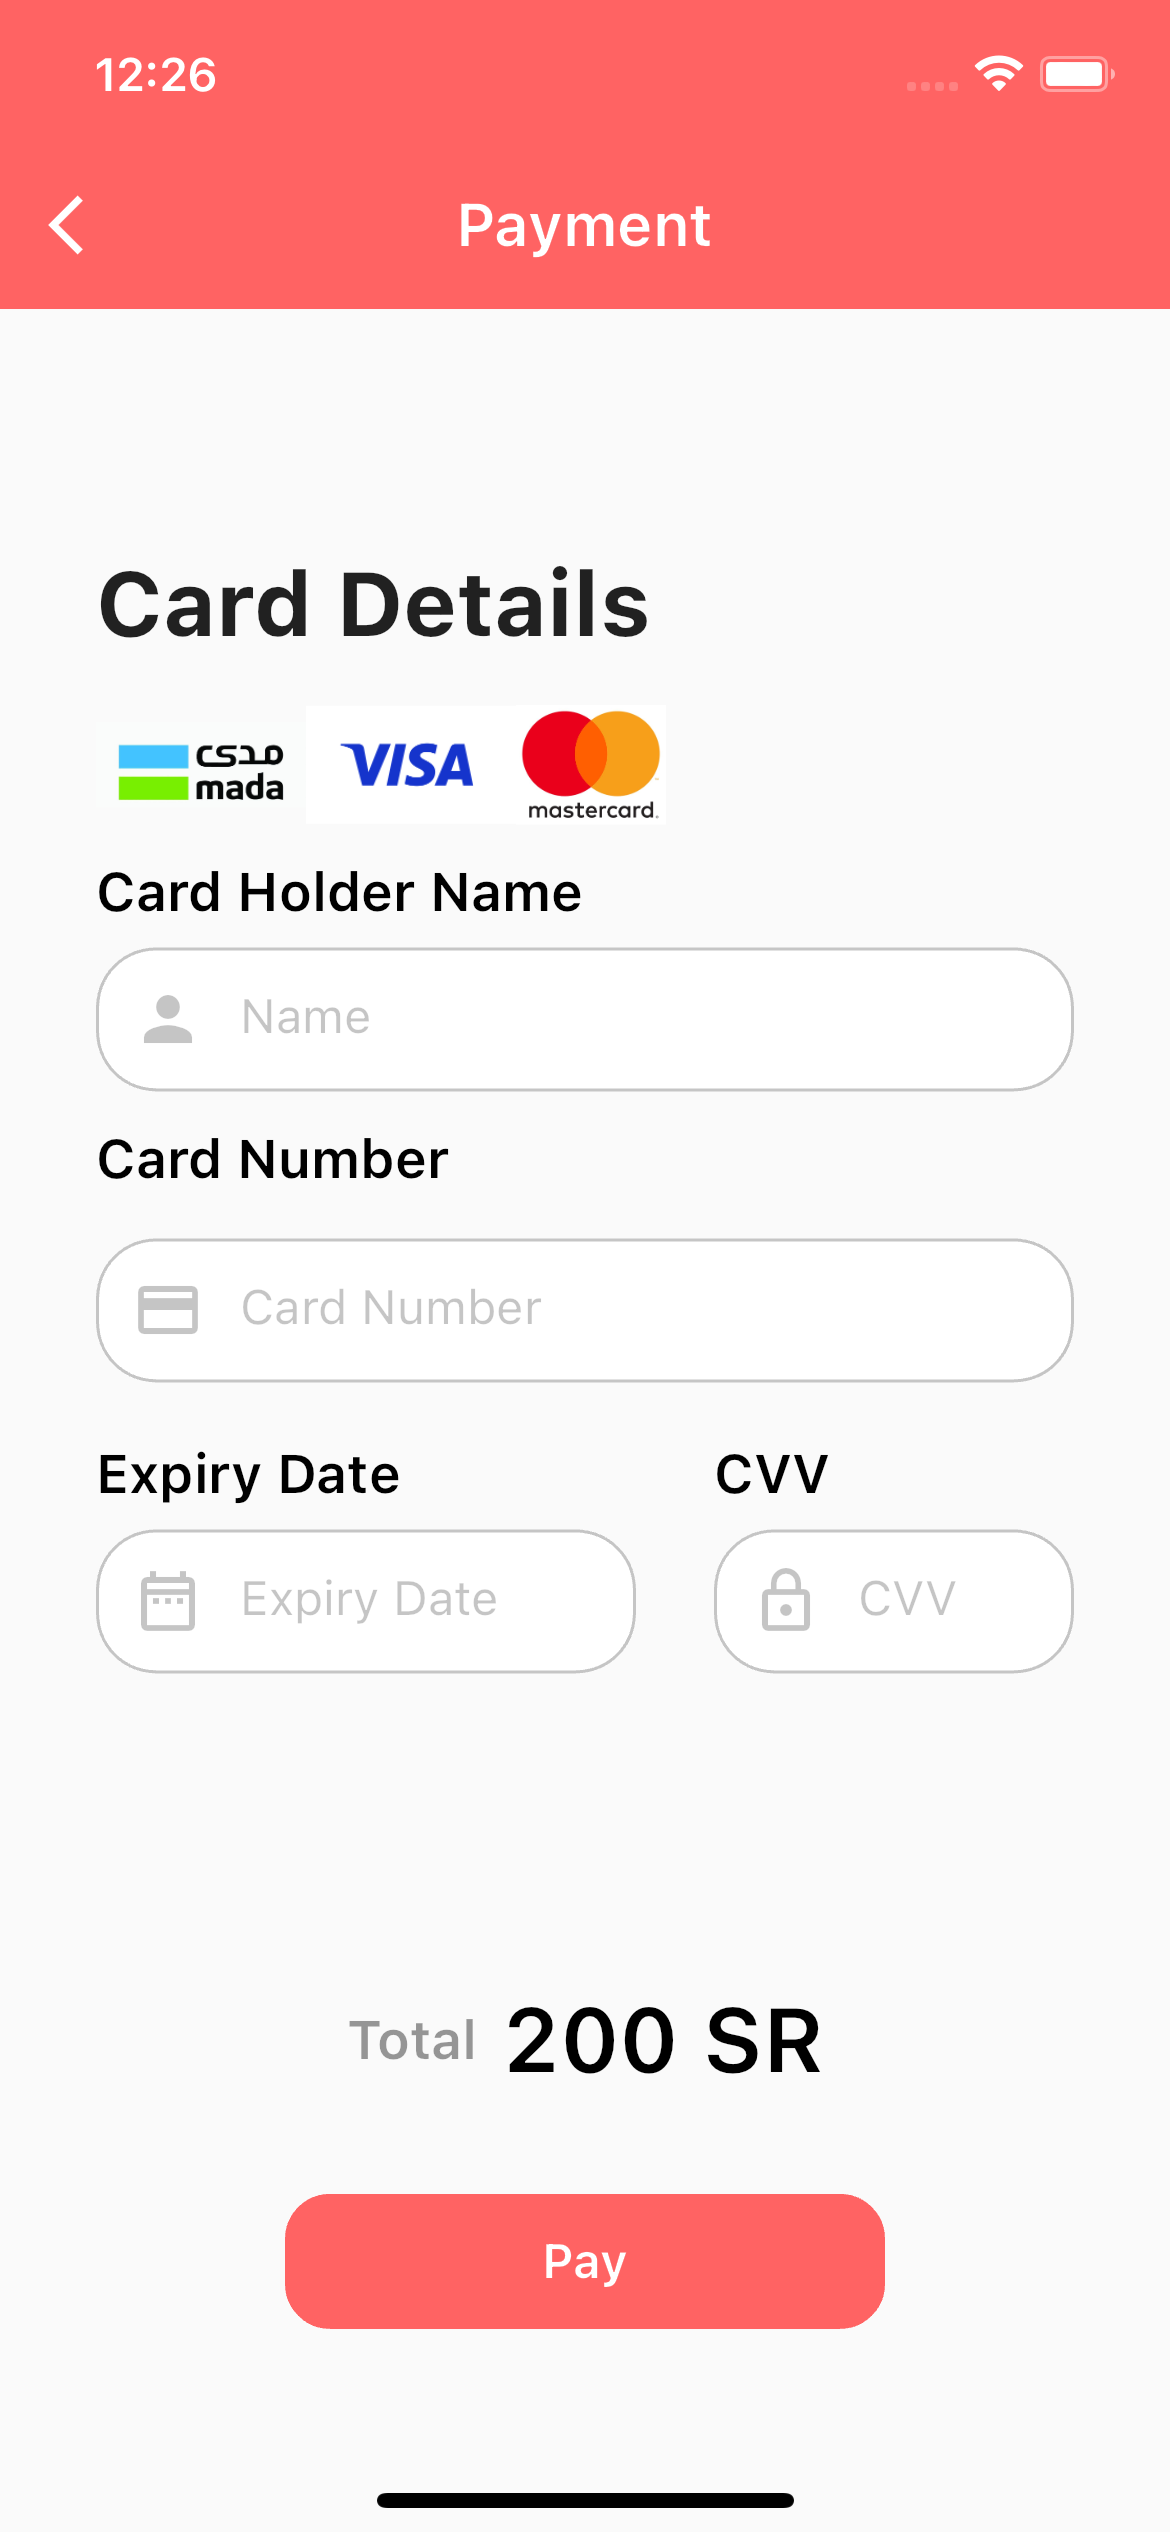 12:26
Payment
Card Details
مدى
mada
VISA
mastercard.
Card Holder Name
Name
Card Number
Card Number
Expiry Date CVV
Expiry Date CVV
Total 200 SR
Pay